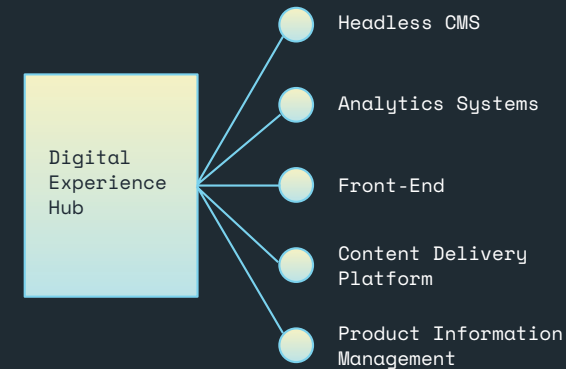 Headless CMS
Analytics Systems
Digital
Experience
Hub
Front-End
Content Delivery
Platform
Product Information
Management